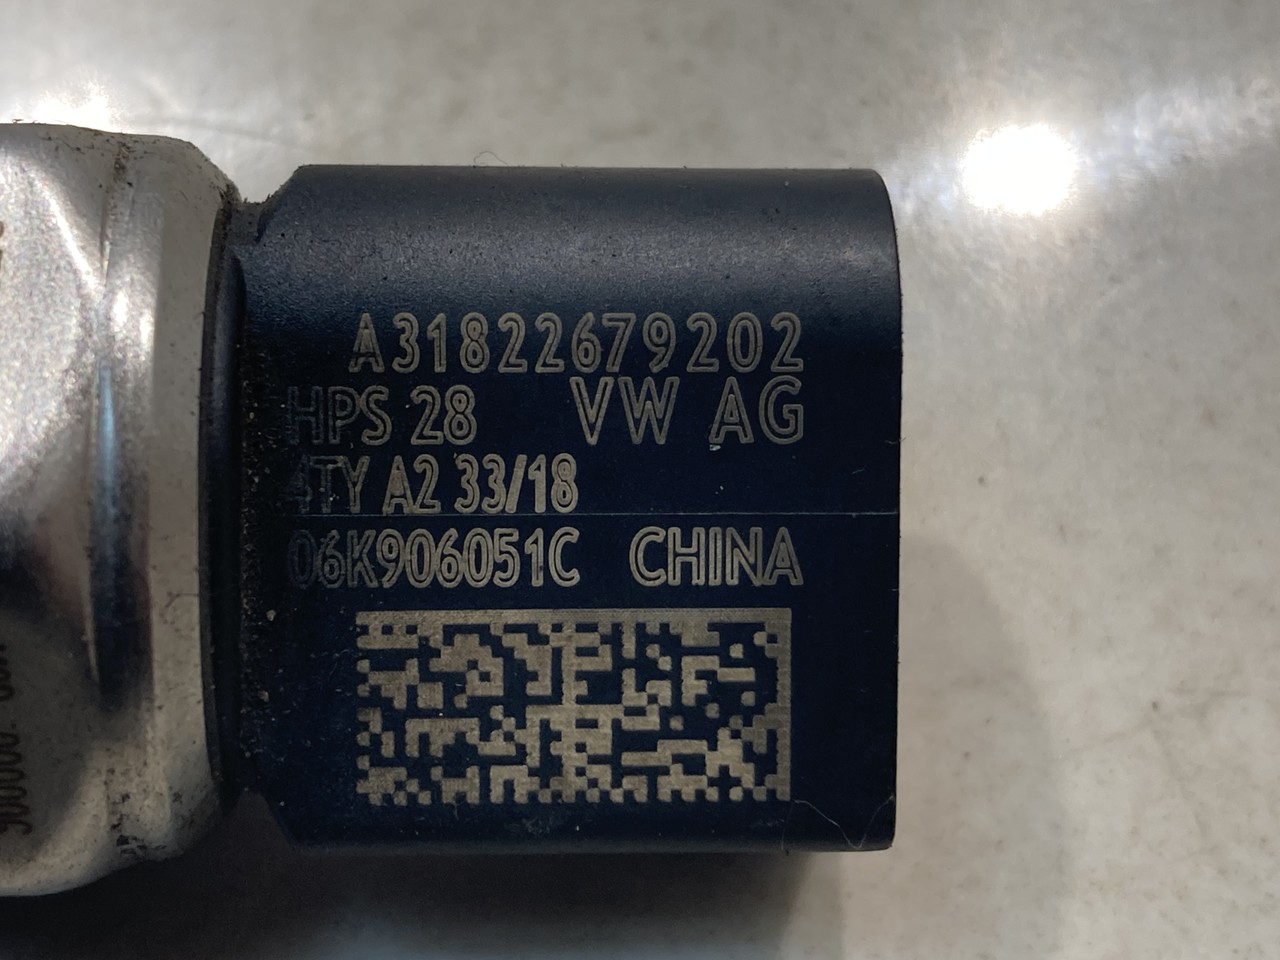 A31822679202
HPS 28 VW AG
4TY A2 33/18
06K906051C CHINA